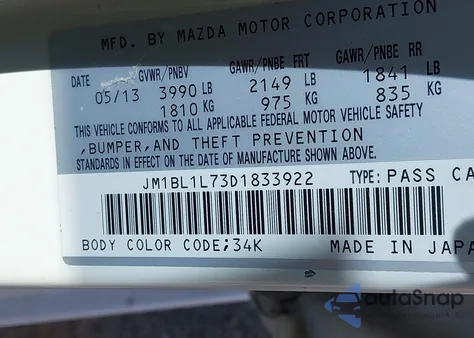 MFD. BY MAZDA MOTOR CORPORATION
DATE GVWR/PNBV GAWR/PNBE FRT GAWR/PNBE RR
05/13 3990 LB 2149 LB 1841 LB
1810 KG 975 KG 835 KG
THIS VEHICLE CONFORMS TO ALL APPLICABLE FEDERAL MOTOR VEHICLE SAFETY
,BUMPER,AND THEFT PREVENTION
STANDARDS IN EFFECT ON THE DATE OF MANUFACTURE SHOWN ABOVE.
JM1BL1L73D1833922 TYPE:PASS CA
BODY COLOR CODE;34K MADE IN JAPA
autaSnap